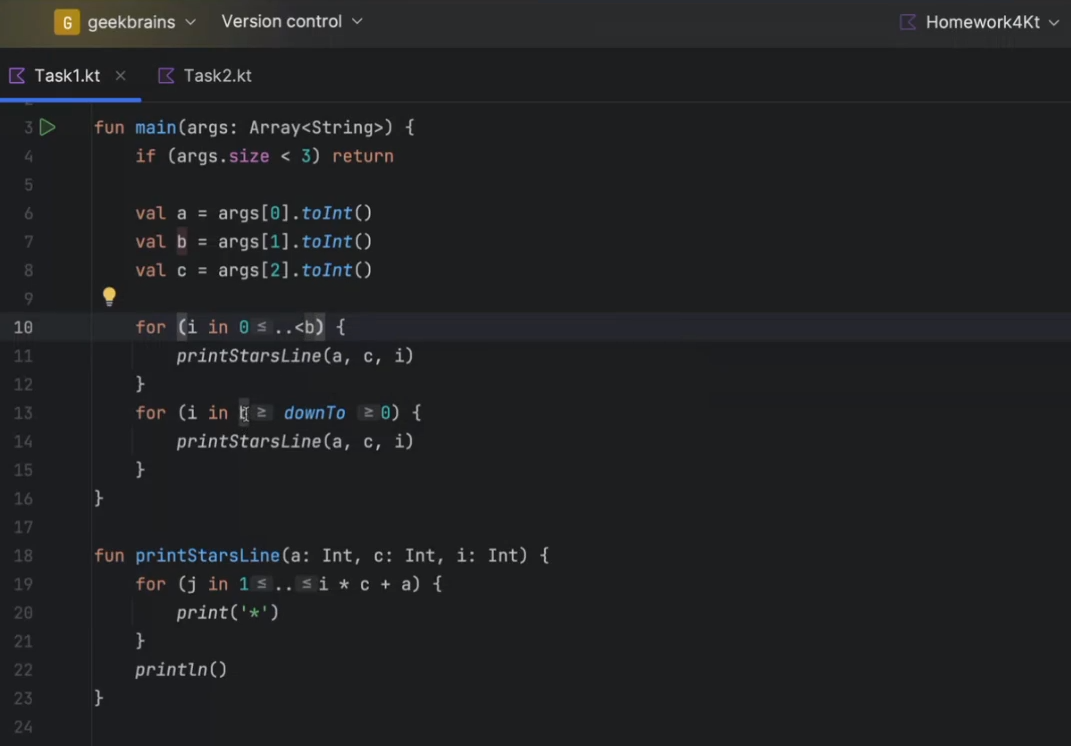 G geekbrains Version control Homework4Kt
Task1.kt × Task2.kt
3 fun main(args: Array<String>) {
4 if (args.size < 3) return
5
6 val a = args[0].toInt()
7 val b = args[1].toInt()
8 val c = args[2].toInt()
9
10 for (i in 0 ≤ ..<b) {
11 printStarsLine(a, c, i)
12 }
13 for (i in b ≥ downTo ≥ 0) {
14 printStarsLine(a, c, i)
15 }
16 }
17
18 fun printStarsLine(a: Int, c: Int, i: Int) {
19 for (j in 1 ≤ .. ≤ i * c + a) {
20 print('*')
21 }
22 println()
23 }
24